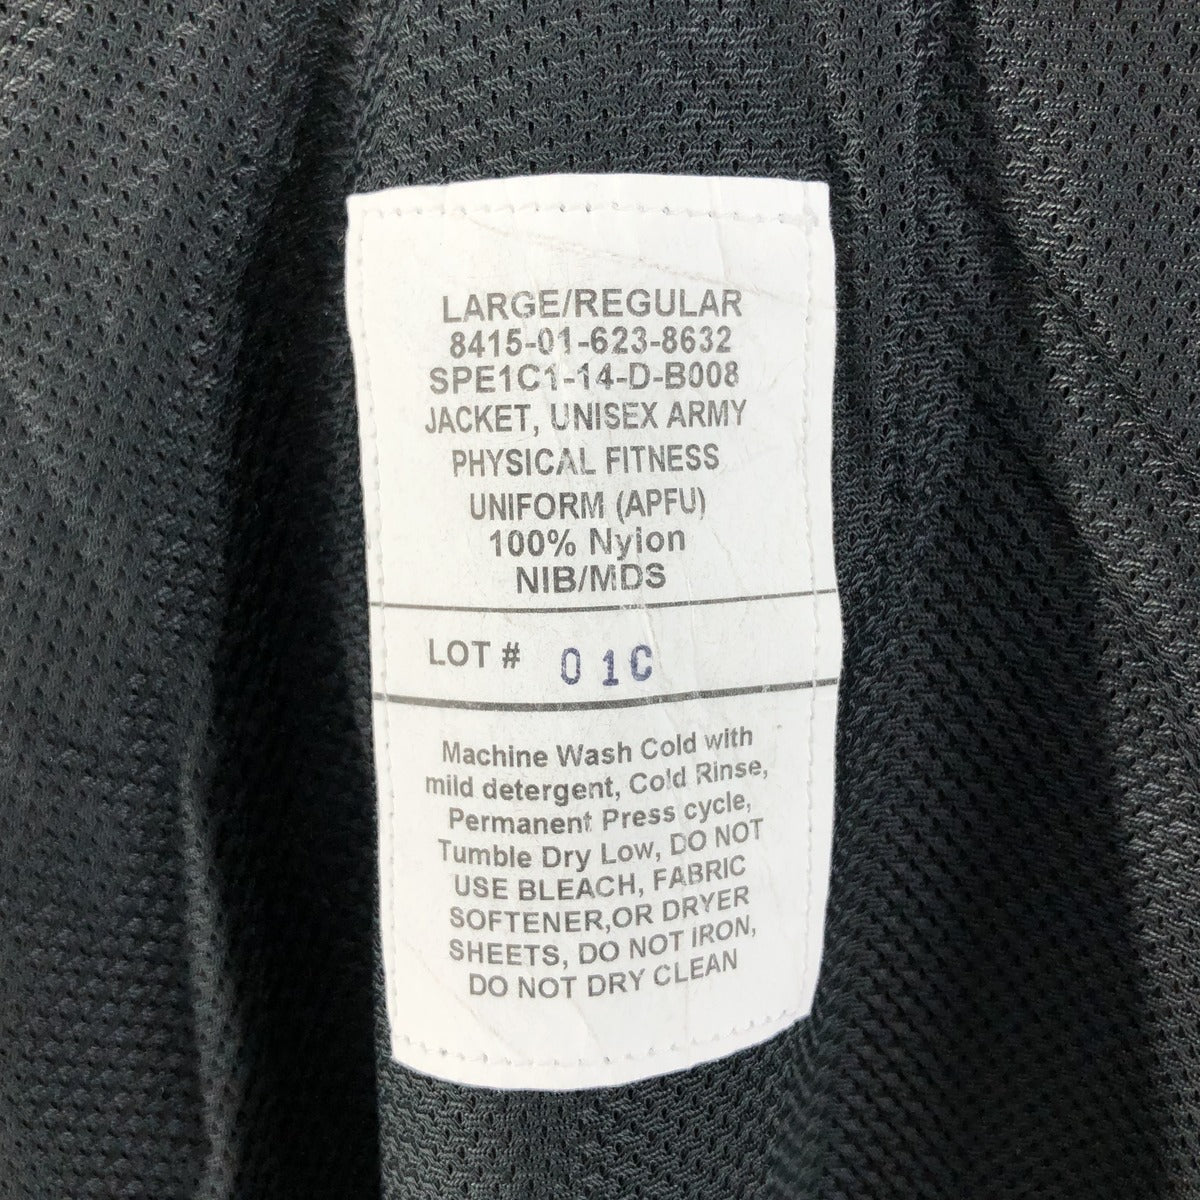 LARGE/REGULAR
8415-01-623-8632
SPE1C1-14-D-B008
JACKET, UNISEX ARMY
PHYSICAL FITNESS
UNIFORM (APFU)
100% Nylon
NIB/MDS
LOT # 01C
Machine Wash Cold with
mild detergent, Cold Rinse,
Permanent Press cycle,
Tumble Dry Low, DO NOT
USE BLEACH, FABRIC
SOFTENER,OR DRYER
SHEETS, DO NOT IRON,
DO NOT DRY CLEAN